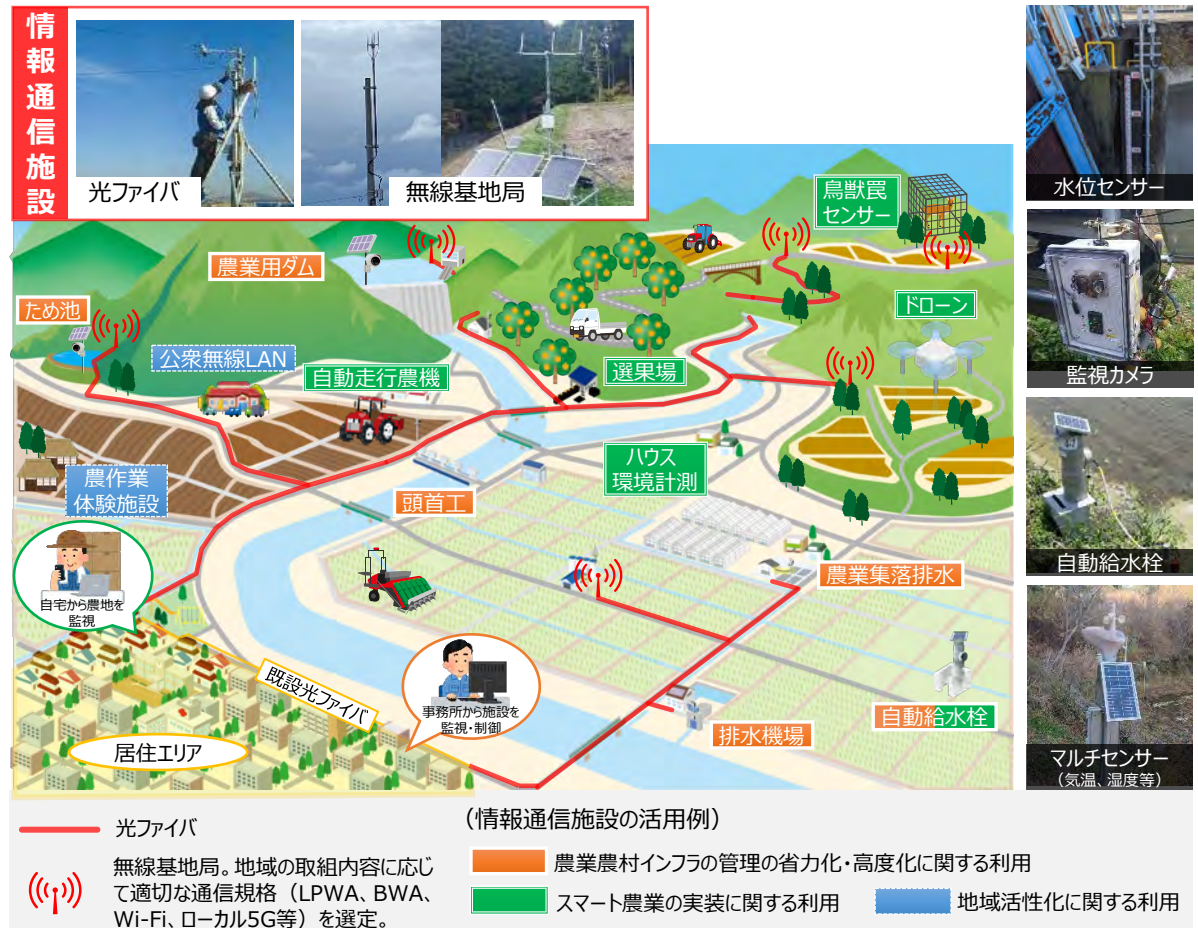 情報通信施設
光ファイバ
無線基地局
水位センサー
監視カメラ
自動給水栓
マルチセンサー
（気温、湿度等）
鳥獣罠
センサー
農業用ダム
ため池
公衆無線LAN
自動走行農機
選果場
ドローン
農作業
体験施設
頭首工
ハウス
環境計測
農業集落排水
自宅から農地を
監視
既設光ファイバ
事務所から施設を
監視・制御
自動給水栓
排水機場
居住エリア
光ファイバ
無線基地局。地域の取組内容に応じ
て適切な通信規格（LPWA、BWA、
Wi-Fi、ローカル5G等）を選定。
（情報通信施設の活用例）
農業農村インフラの管理の省力化・高度化に関する利用
スマート農業の実装に関する利用
地域活性化に関する利用